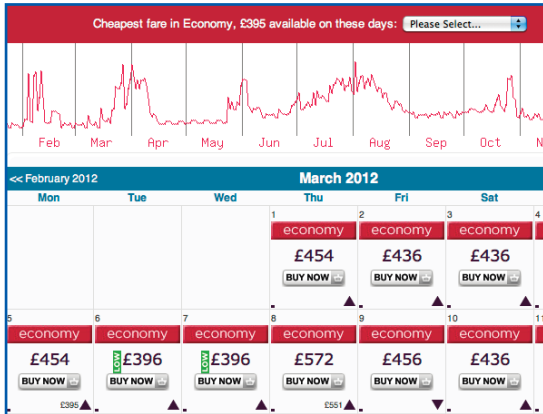 Cheapest fare in Economy, £395 available on these days: Please Select...
Feb Mar Apr May Jun Jul Aug Sep Oct N
<< February 2012 March 2012
Mon Tue Wed Thu Fri Sat
1 2 3 4
economy economy economy
£454 £436 £436
BUY NOW BUY NOW BUY NOW
5 6 7 8 9 10 11
economy economy economy economy economy economy
£454 LOW £396 LOW £396 £572 £456 £436
BUY NOW BUY NOW BUY NOW BUY NOW BUY NOW BUY NOW
£395 £551